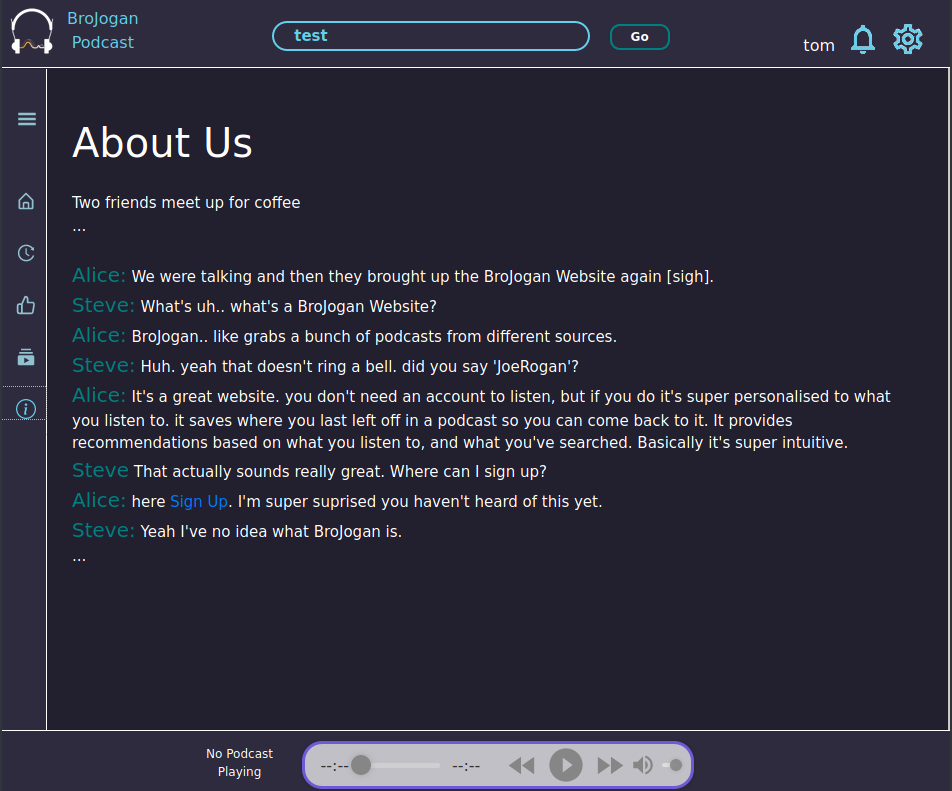 BroJogan
Podcast
test
Go
tom
About Us
Two friends meet up for coffee
...
Alice: We were talking and then they brought up the BroJogan Website again [sigh].
Steve: What's uh.. what's a BroJogan Website?
Alice: BroJogan.. like grabs a bunch of podcasts from different sources.
Steve: Huh. yeah that doesn't ring a bell. did you say 'JoeRogan'?
Alice: It's a great website. you don't need an account to listen, but if you do it's super personalised to what
you listen to. it saves where you last left off in a podcast so you can come back to it. It provides
recommendations based on what you listen to, and what you've searched. Basically it's super intuitive.
Steve That actually sounds really great. Where can I sign up?
Alice: here Sign Up. I'm super suprised you haven't heard of this yet.
Steve: Yeah I've no idea what BroJogan is.
...
No Podcast
Playing
--:-- --:--